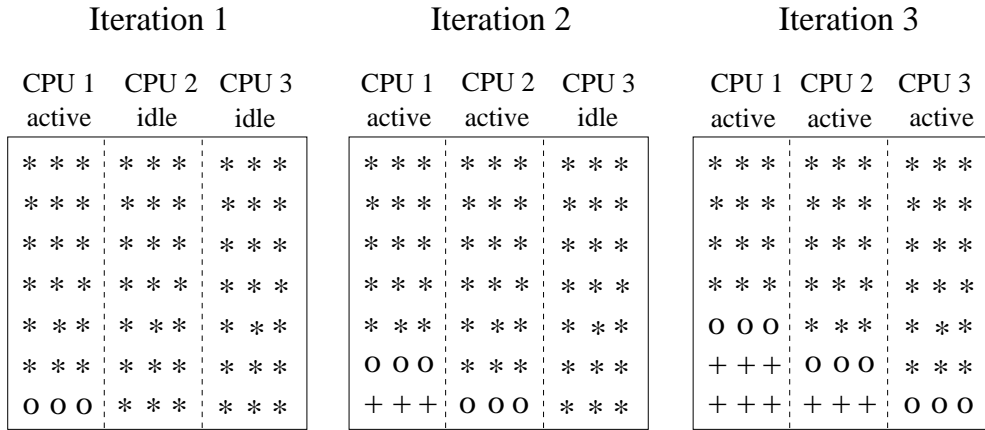 Iteration 1 Iteration 2 Iteration 3
CPU 1 CPU 2 CPU 3 CPU 1 CPU 2 CPU 3 CPU 1 CPU 2 CPU 3
active idle idle active active idle active active active
* * * * * * * * * * * * * * * * * * * * * * * * * * *
* * * * * * * * * * * * * * * * * * * * * * * * * * *
* * * * * * * * * * * * * * * * * * * * * * * * * * *
* * * * * * * * * * * * * * * * * * * * * * * * * * *
* * * * * * * * * * * * * * * * * * o o o * * * * * *
* * * * * * * * * o o o * * * * * * + + + o o o * * *
o o o * * * * * * + + + o o o * * * + + + + + + o o o